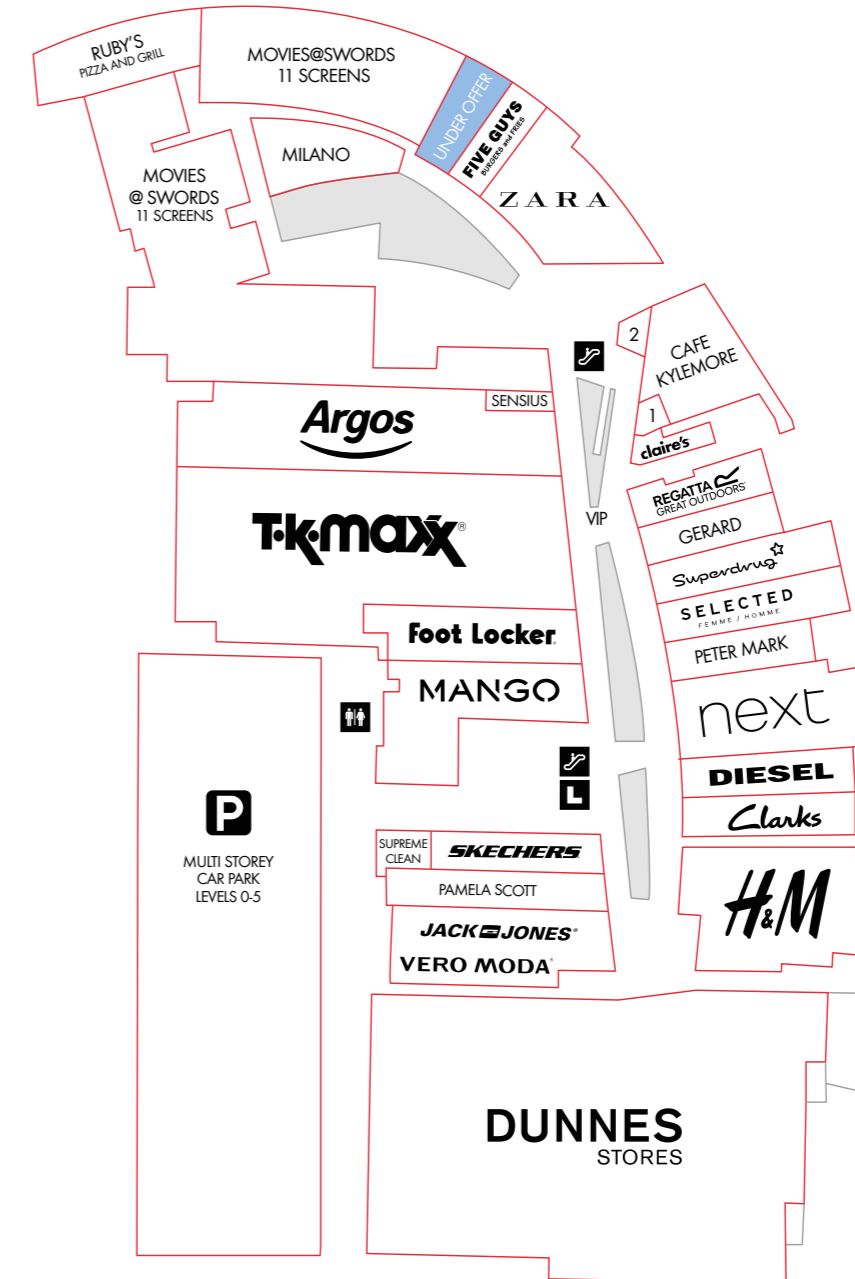 RUBY'S
PIZZA AND GRILL
MOVIES@SWORDS
11 SCREENS
UNDER OFFER
FIVE GUYS
BURGERS and FRIES
ZARA
MILANO
MOVIES
@ SWORDS
11 SCREENS
2
CAFE
KYLEMORE
1
claire's
Argos
SENSIUS
REGATTA
GREAT OUTDOORS
T·K·maxx®
VIP
GERARD
Superdrug
SELECTED
FEMME / HOMME
Foot Locker
PETER MARK
MANGO
next
DIESEL
L
P
Clarks
MULTI STOREY
CAR PARK
LEVELS 0-5
SUPREME
CLEAN
SKECHERS
PAMELA SCOTT
H&M
JACK JONES®
VERO MODA
DUNNES
STORES